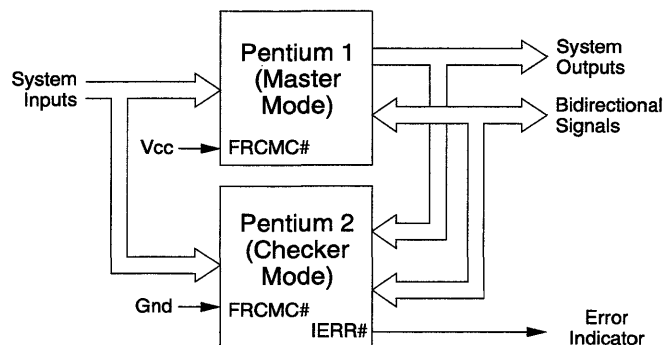 System
Inputs
Pentium 1
(Master
Mode)
Vcc
FRCMC#
System
Outputs
Bidirectional
Signals
Pentium 2
(Checker
Mode)
Gnd
FRCMC#
IERR#
Error
Indicator